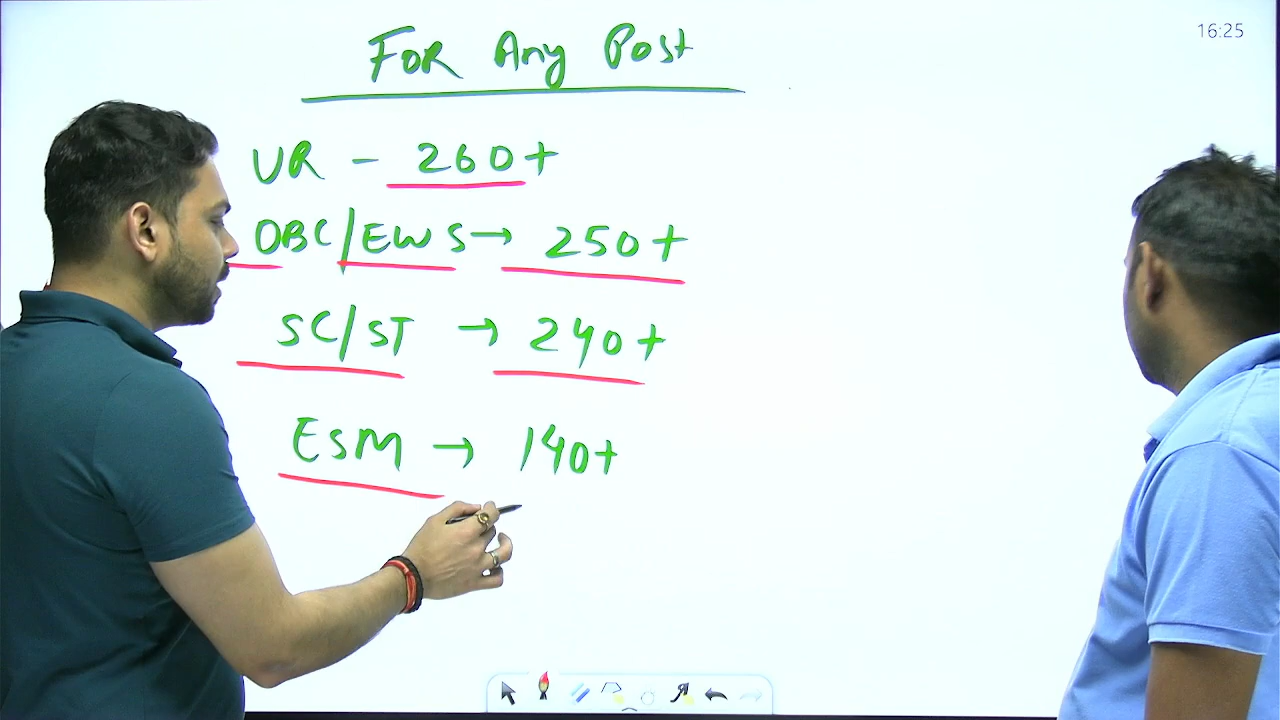 16:25
FOR Any Post
UR - 260+
OBC/EWS → 250+
SC/ST → 240+
ESM → 140+